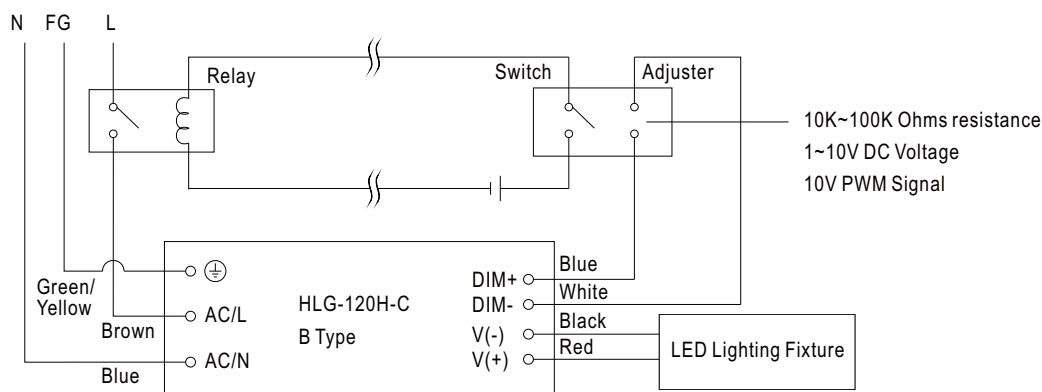 N FG L
Relay
Switch
Adjuster
10K~100K Ohms resistance
1~10V DC Voltage
10V PWM Signal
Green/
Yellow
Brown
Blue
AC/L
AC/N
HLG-120H-C
B Type
DIM+
DIM-
V(-)
V(+)
Blue
White
Black
Red
LED Lighting Fixture